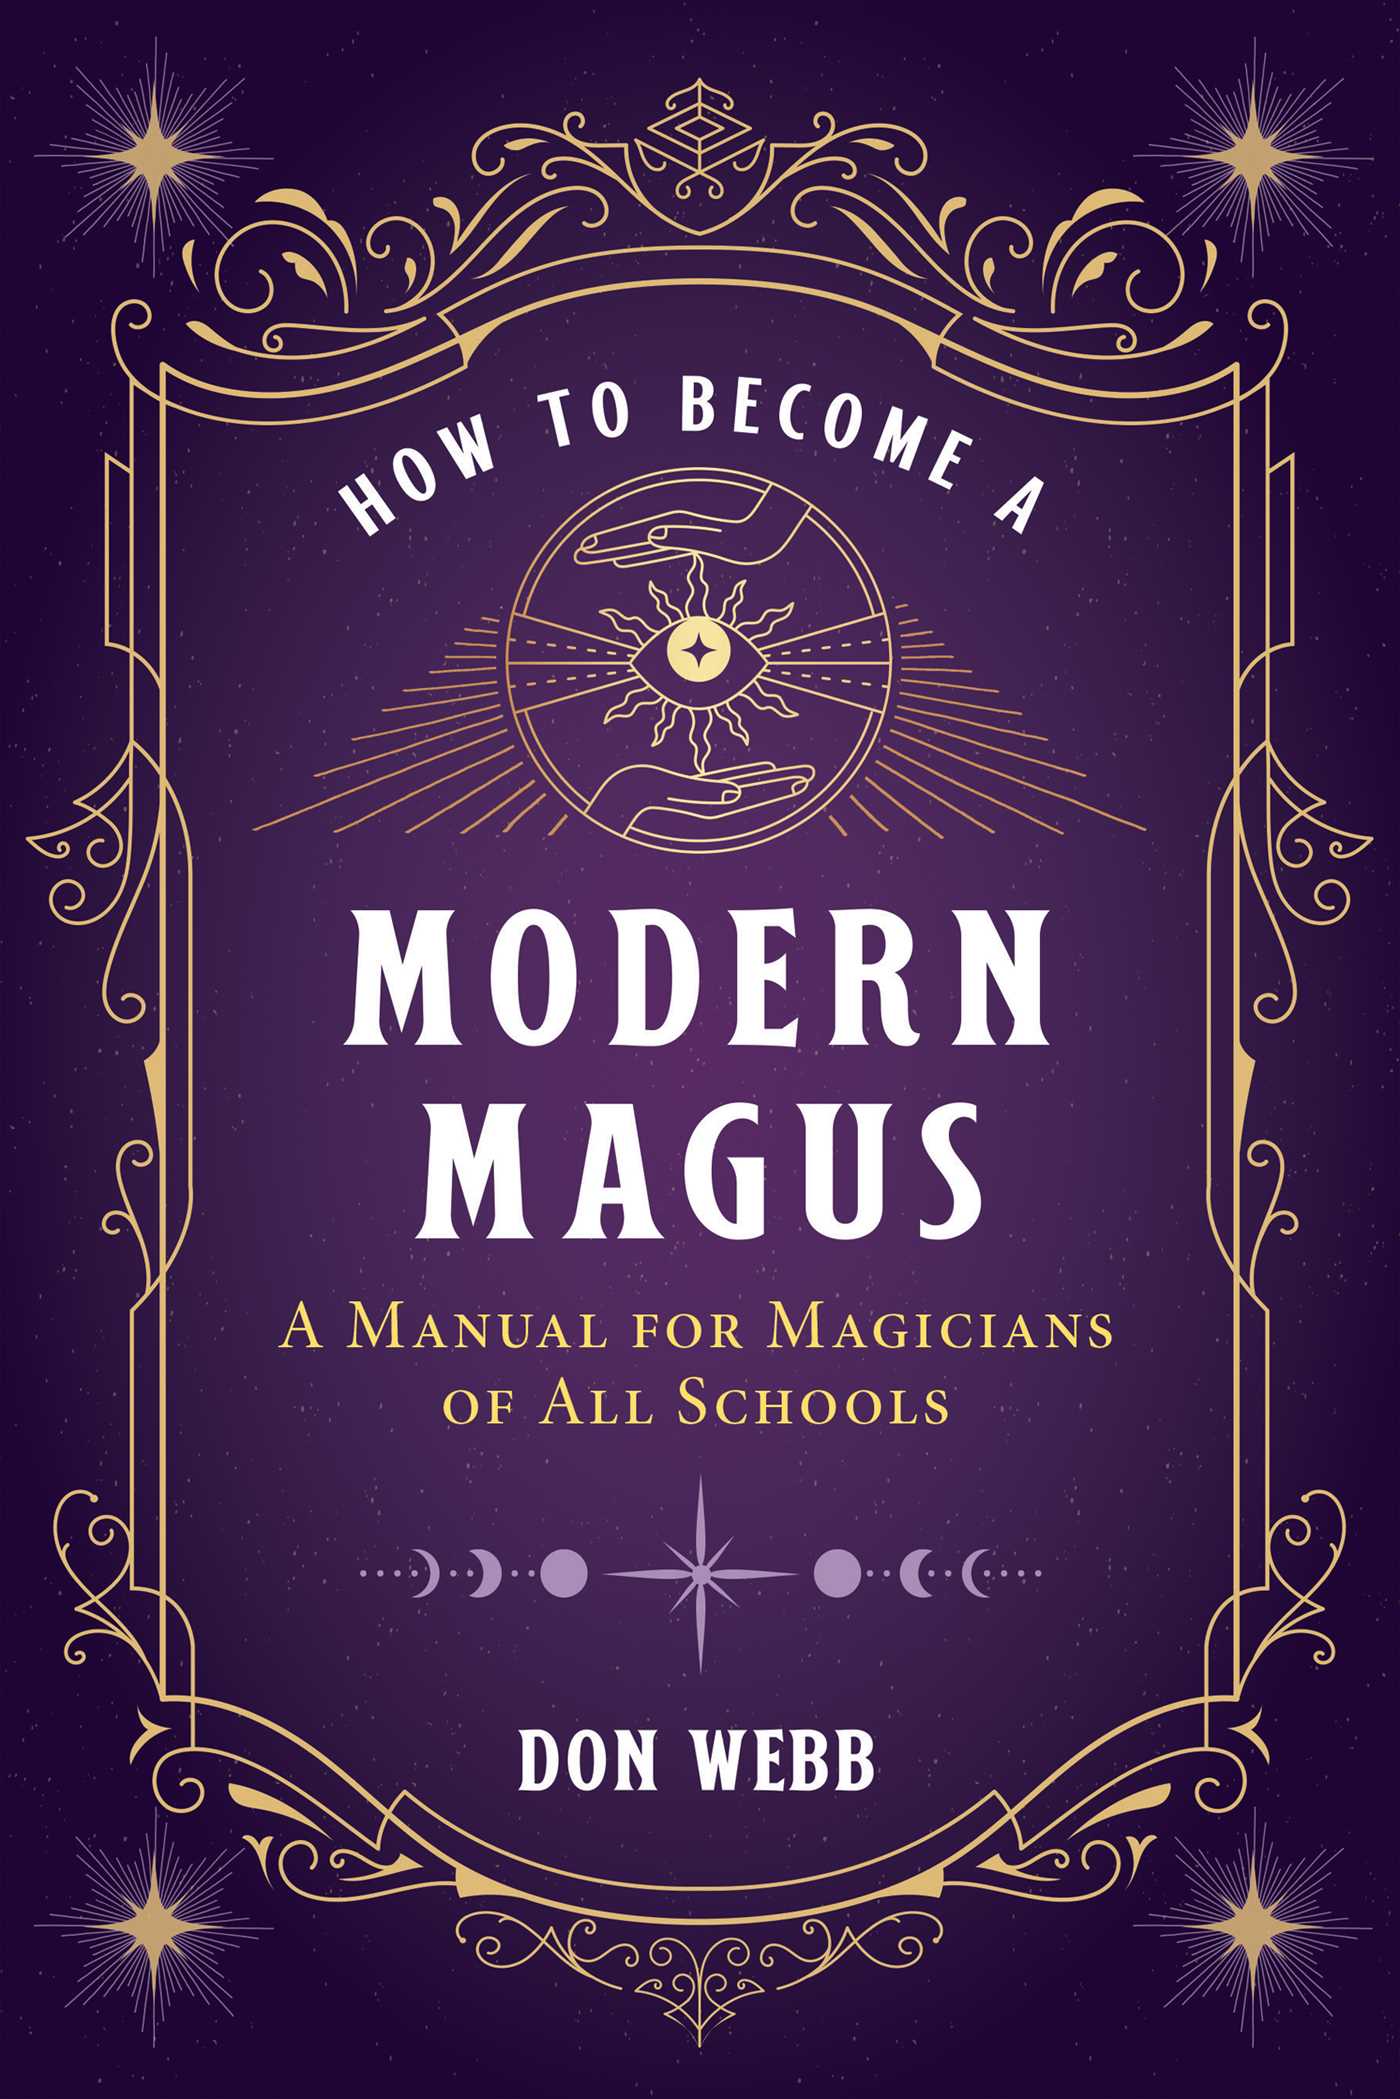 HOW TO BECOME A
MODERN
MAGUS
A MANUAL FOR MAGICIANS
OF ALL SCHOOLS
DON WEBB